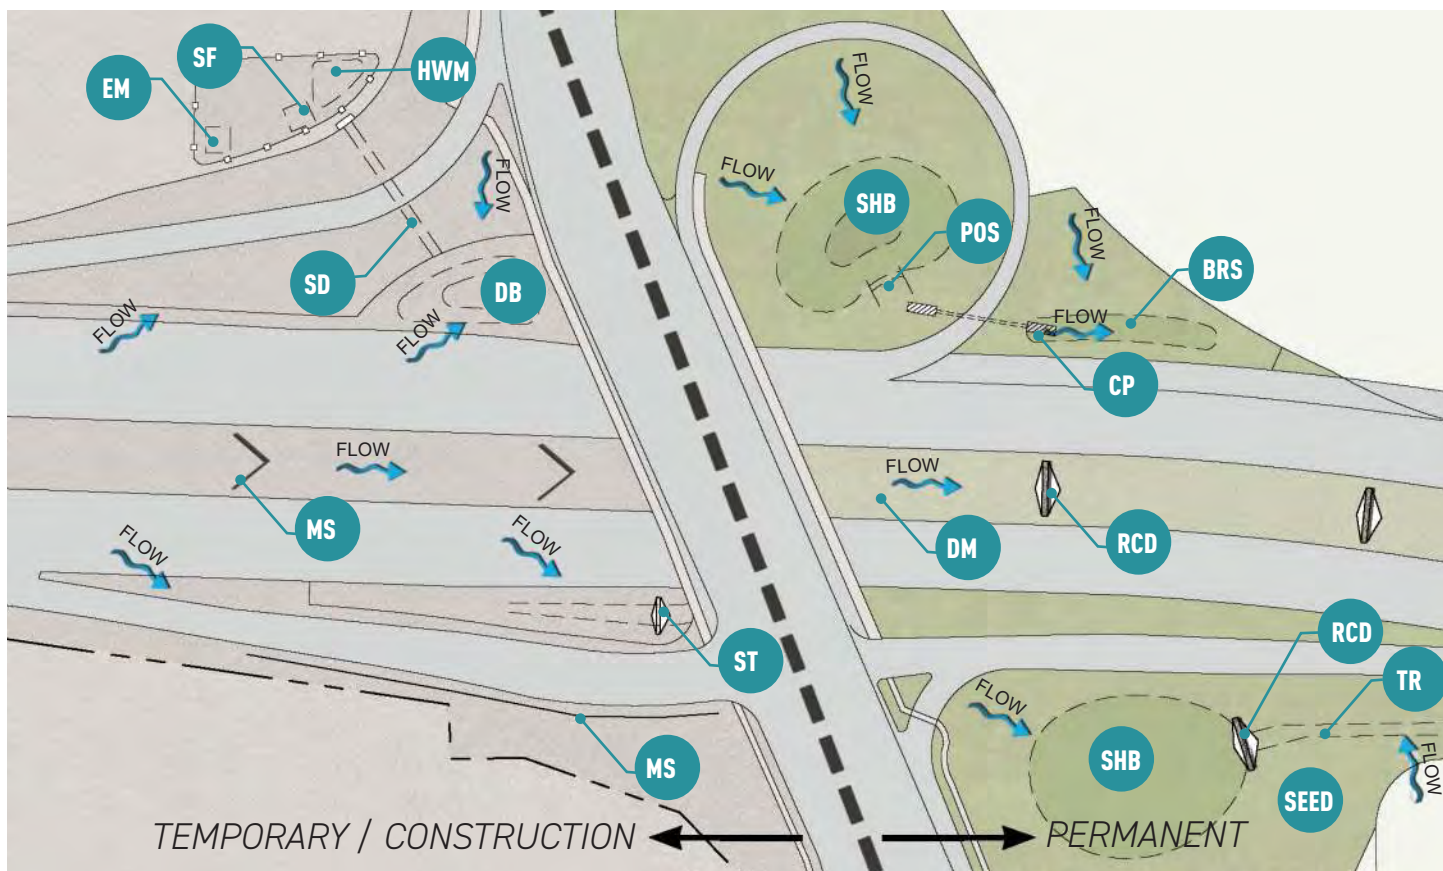 SF
HWM
EM
FLOW
SD
DB
FLOW
FLOW
FLOW
FLOW
SHB
POS
FLOW
BRS
FLOW
CP
FLOW
MS
FLOW
DM
RCD
FLOW
FLOW
ST
MS
RCD
TR
FLOW
SHB
SEED
FLOW
TEMPORARY / CONSTRUCTION
PERMANENT